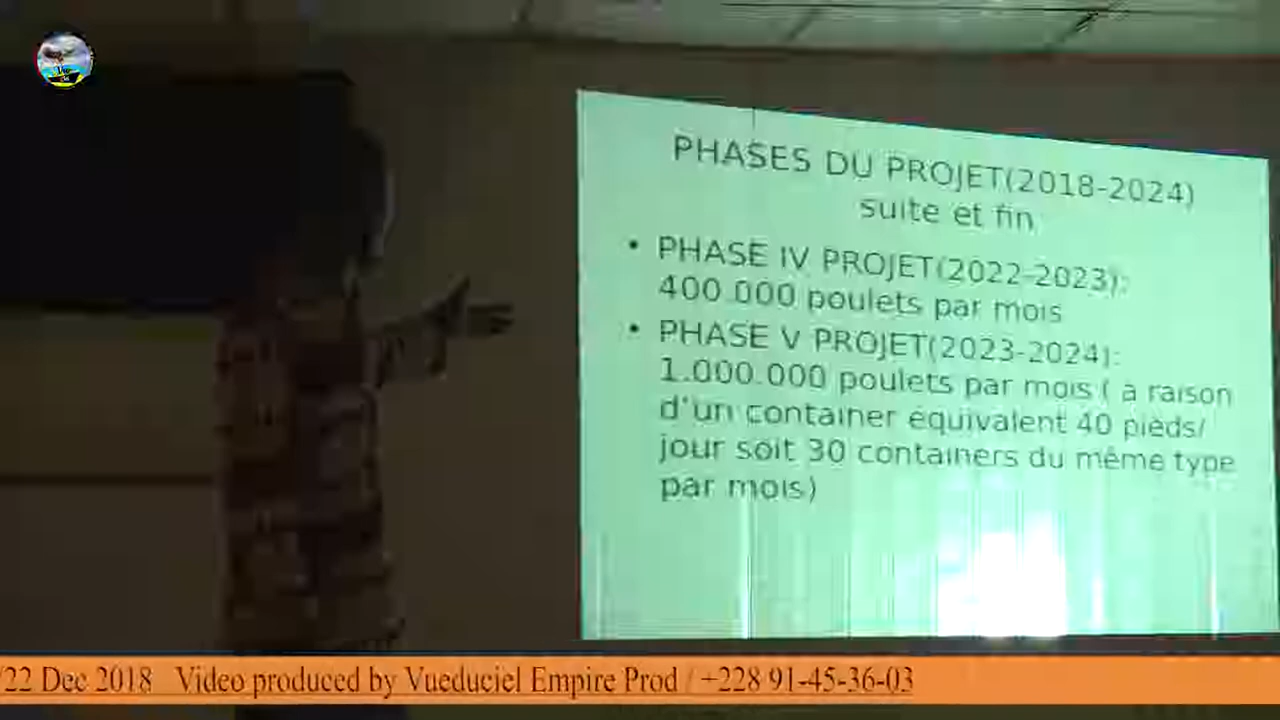 PHASES DU PROJET(2018-2024)
suite et fin
• PHASE IV PROJET(2022-2023):
400.000 poulets par mois
• PHASE V PROJET(2023-2024):
1.000.000 poulets par mois ( à raison
d'un container équivalent 40 pieds/
jour soit 30 containers du même type
par mois)
/22 Dec 2018 Video produced by Vueduciel Empire Prod / +228 91-45-36-03